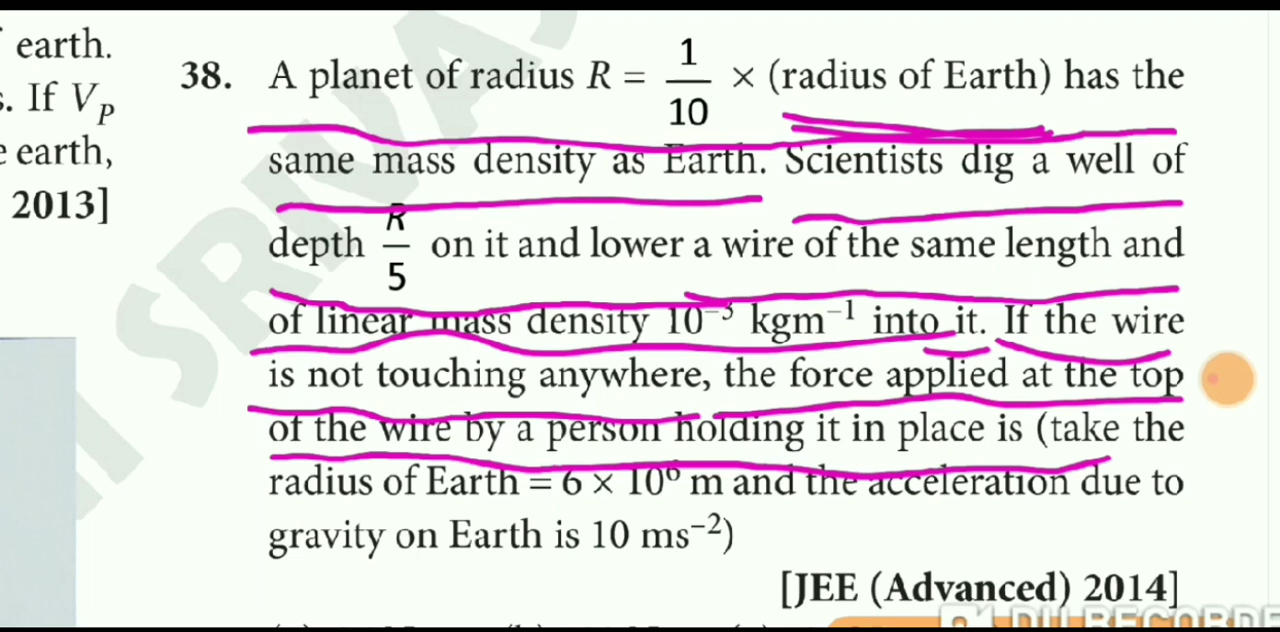 earth.
s. If V_P
e earth,
2013]
38. A planet of radius R = 1/10 × (radius of Earth) has the
same mass density as Earth. Scientists dig a well of
depth R/5 on it and lower a wire of the same length and
of linear mass density 10⁻³ kgm⁻¹ into it. If the wire
is not touching anywhere, the force applied at the top
of the wire by a person holding it in place is (take the
radius of Earth = 6 × 10⁶ m and the acceleration due to
gravity on Earth is 10 ms⁻²)
[JEE (Advanced) 2014]
SRIVAS